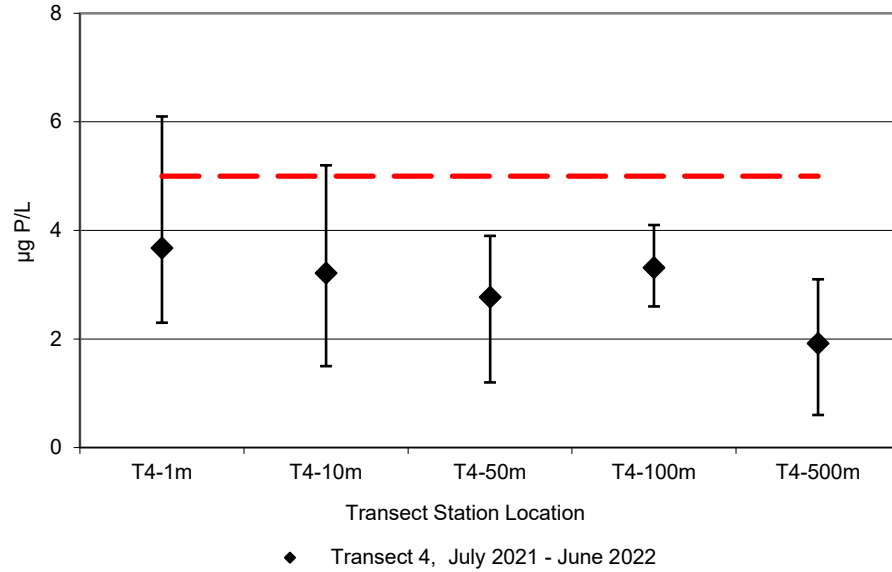 8
6
4
2
0
µg P/L
T4-1m T4-10m T4-50m T4-100m T4-500m
Transect Station Location
Transect 4, July 2021 - June 2022